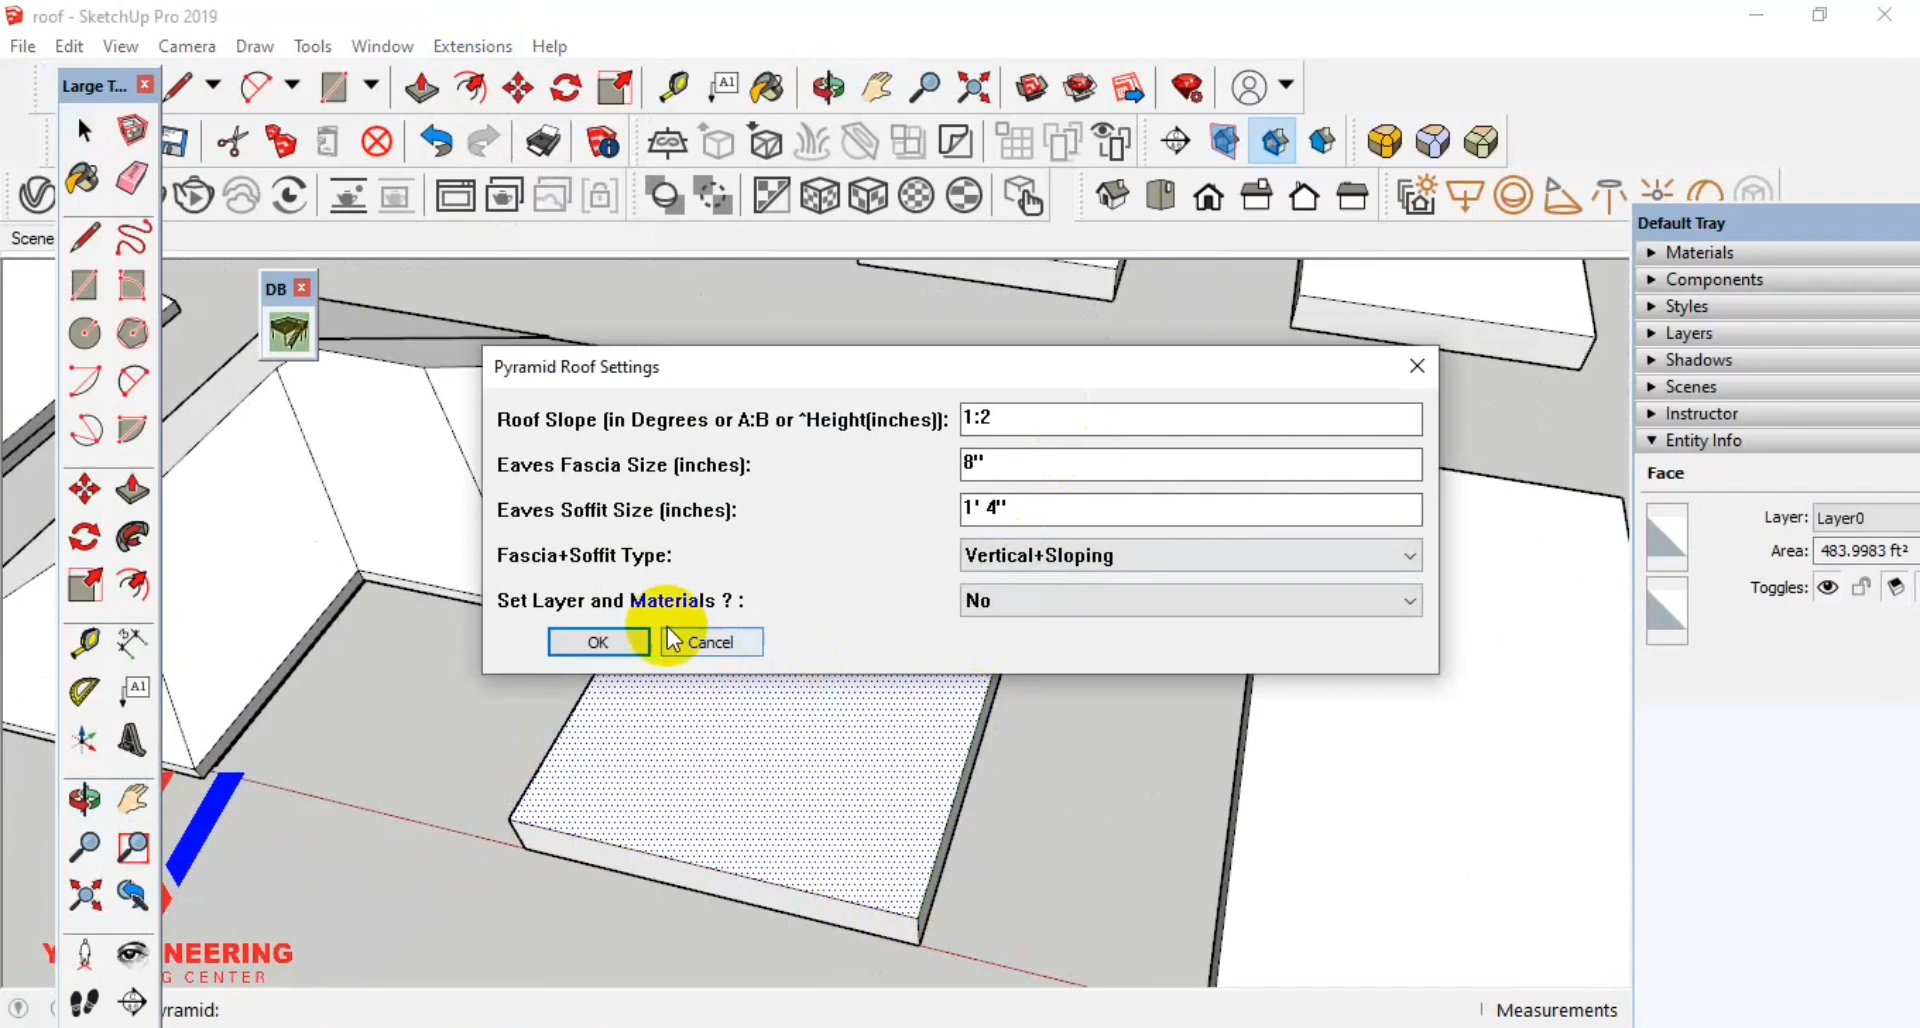 roof - SketchUp Pro 2019
File Edit View Camera Draw Tools Window Extensions Help
Large T...
A1
Scene
DB
Default Tray
Materials
Components
Styles
Layers
Shadows
Scenes
Instructor
Entity Info
Face
Layer: Layer0
Area: 483.9983 ft²
Toggles:
Pyramid Roof Settings
Roof Slope (in Degrees or A:B or ^Height(inches)): 1:2
Eaves Fascia Size (inches): 8"
Eaves Soffit Size (inches): 1' 4"
Fascia+Soffit Type: Vertical+Sloping
Set Layer and Materials ? : No
OK Cancel
A1
NEERING
G CENTER
yramid:
Measurements